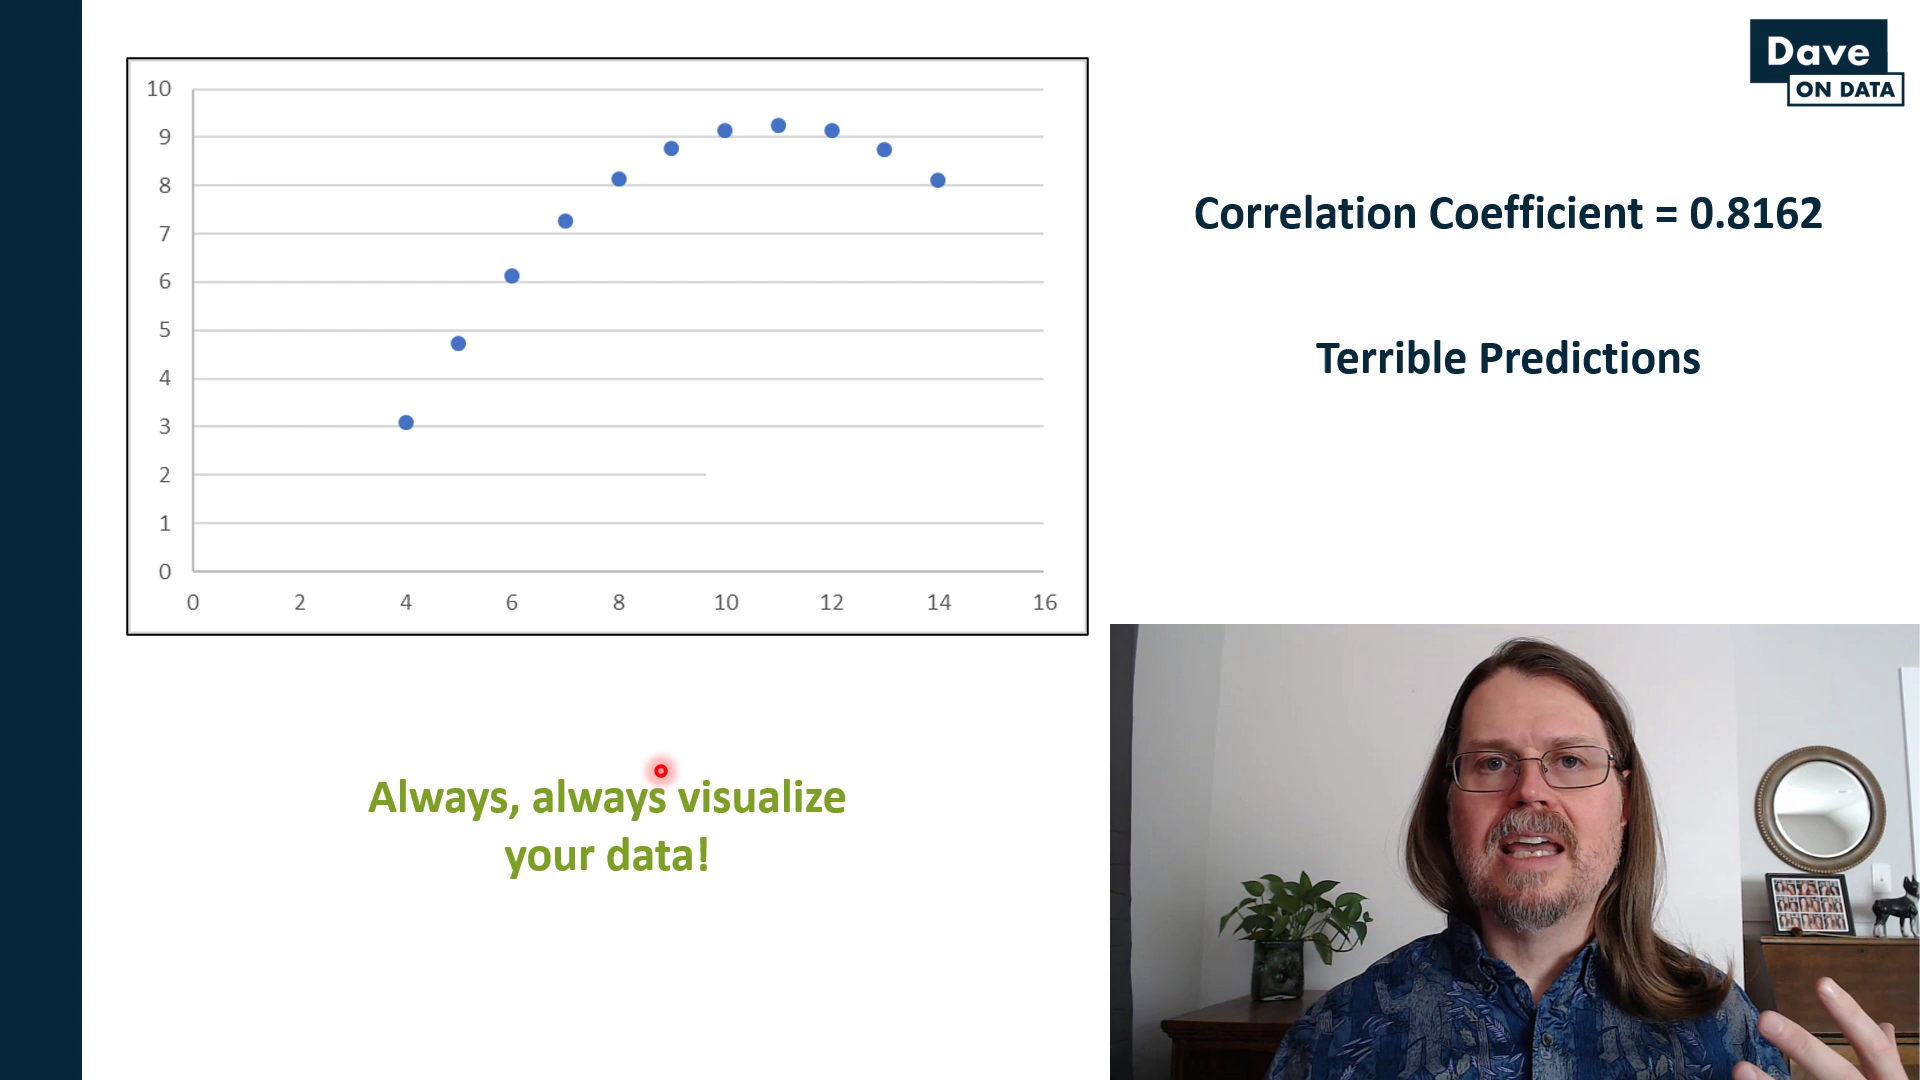 Dave
ON DATA
10
9
8
7
6
5
4
3
2
1
0
0 2 4 6 8 10 12 14 16
Correlation Coefficient = 0.8162
Terrible Predictions
Always, always visualize
your data!